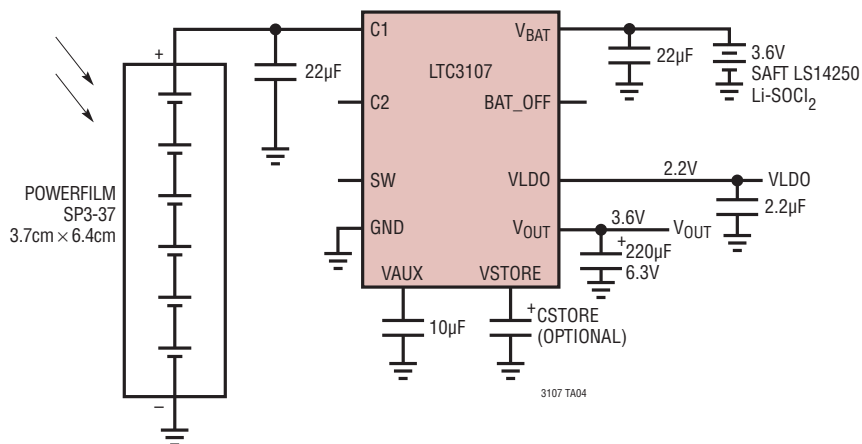 C1
V_BAT
+
22µF
LTC3107
22µF
3.6V
SAFT LS14250
Li-SOCl2
C2
BAT_OFF
POWERFILM
SP3-37
3.7cm × 6.4cm
SW
VLDO
2.2V
VLDO
2.2µF
GND
V_OUT
3.6V
V_OUT
+
220µF
6.3V
VAUX
VSTORE
10µF
+
CSTORE
(OPTIONAL)
–
3107 TA04